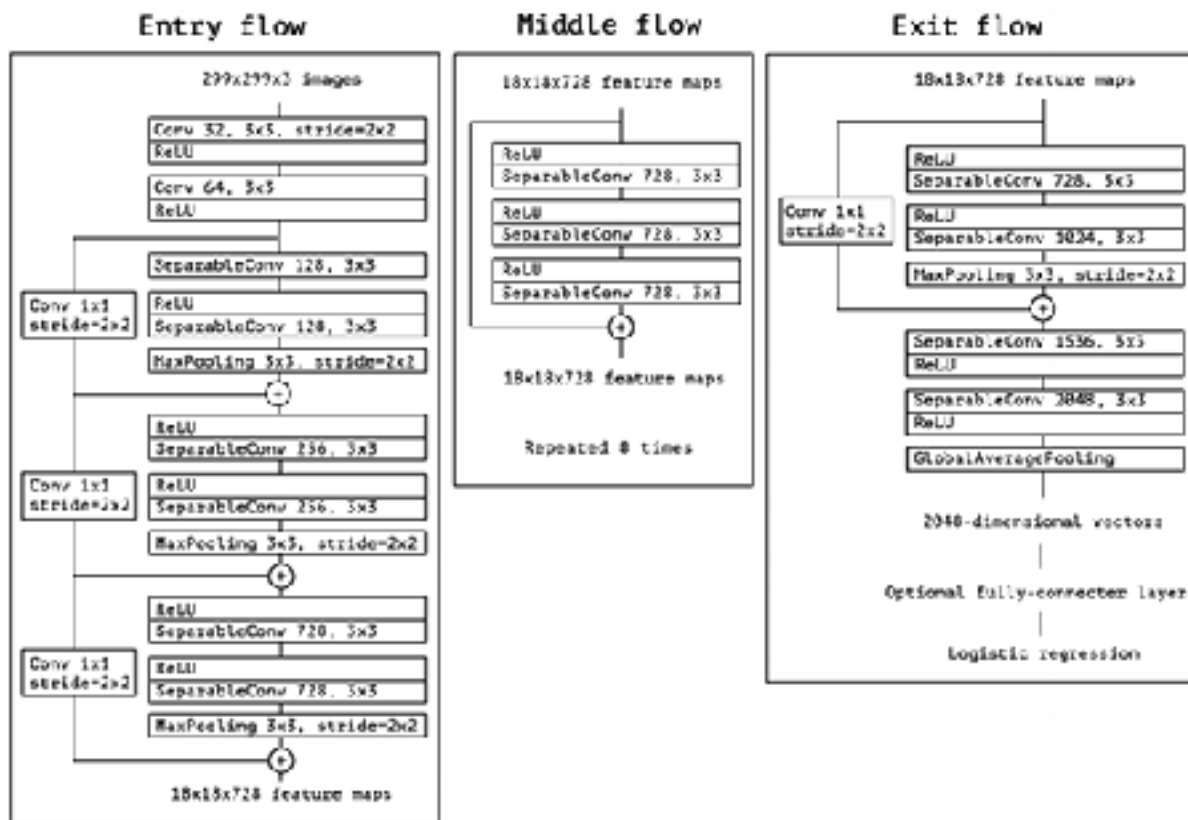 Entry flow
299x299x3 images
Conv 32, 3x3, stride=2x2
ReLU
Conv 64, 3x3
ReLU
SeparableConv 128, 3x3
Conv 1x1
stride=2x2
ReLU
SeparableConv 128, 3x3
MaxPooling 3x3, stride=2x2
ReLU
SeparableConv 256, 3x3
Conv 1x1
stride=2x2
ReLU
SeparableConv 256, 3x3
MaxPooling 3x3, stride=2x2
+
ReLU
SeparableConv 728, 3x3
Conv 1x1
stride=2x2
ReLU
SeparableConv 728, 3x3
MaxPooling 3x3, stride=2x2
+
18x18x728 feature maps
Middle flow
18x18x728 feature maps
ReLU
SeparableConv 728, 3x3
ReLU
SeparableConv 728, 3x3
ReLU
SeparableConv 728, 3x3
+
18x18x728 feature maps
Repeated 8 times
Exit flow
18x18x728 feature maps
ReLU
SeparableConv 728, 3x3
Conv 1x1
stride=2x2
ReLU
SeparableConv 1024, 3x3
MaxPooling 3x3, stride=2x2
+
SeparableConv 1536, 3x3
ReLU
SeparableConv 2048, 3x3
ReLU
GlobalAveragePooling
2048-dimensional vectors
Optional fully-connected layer
Logistic regression